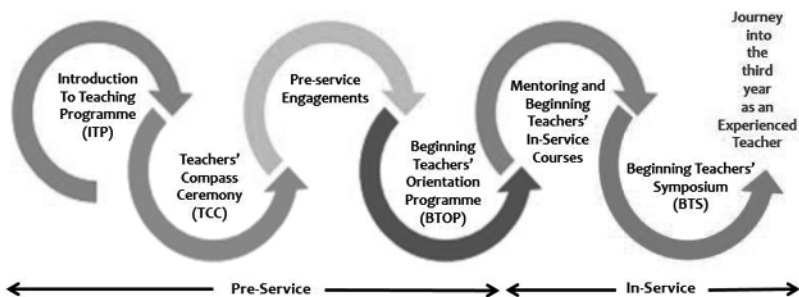 Introduction
To Teaching
Programme
(ITP)
Teachers'
Compass
Ceremony
(TCC)
Pre-service
Engagements
Beginning
Teachers'
Orientation
Programme
(BTOP)
Mentoring and
Beginning
Teachers'
In-Service
Courses
Beginning Teachers'
Symposium
(BTS)
Journey
into
the
third
year
as an
Experienced
Teacher
Pre-Service
In-Service